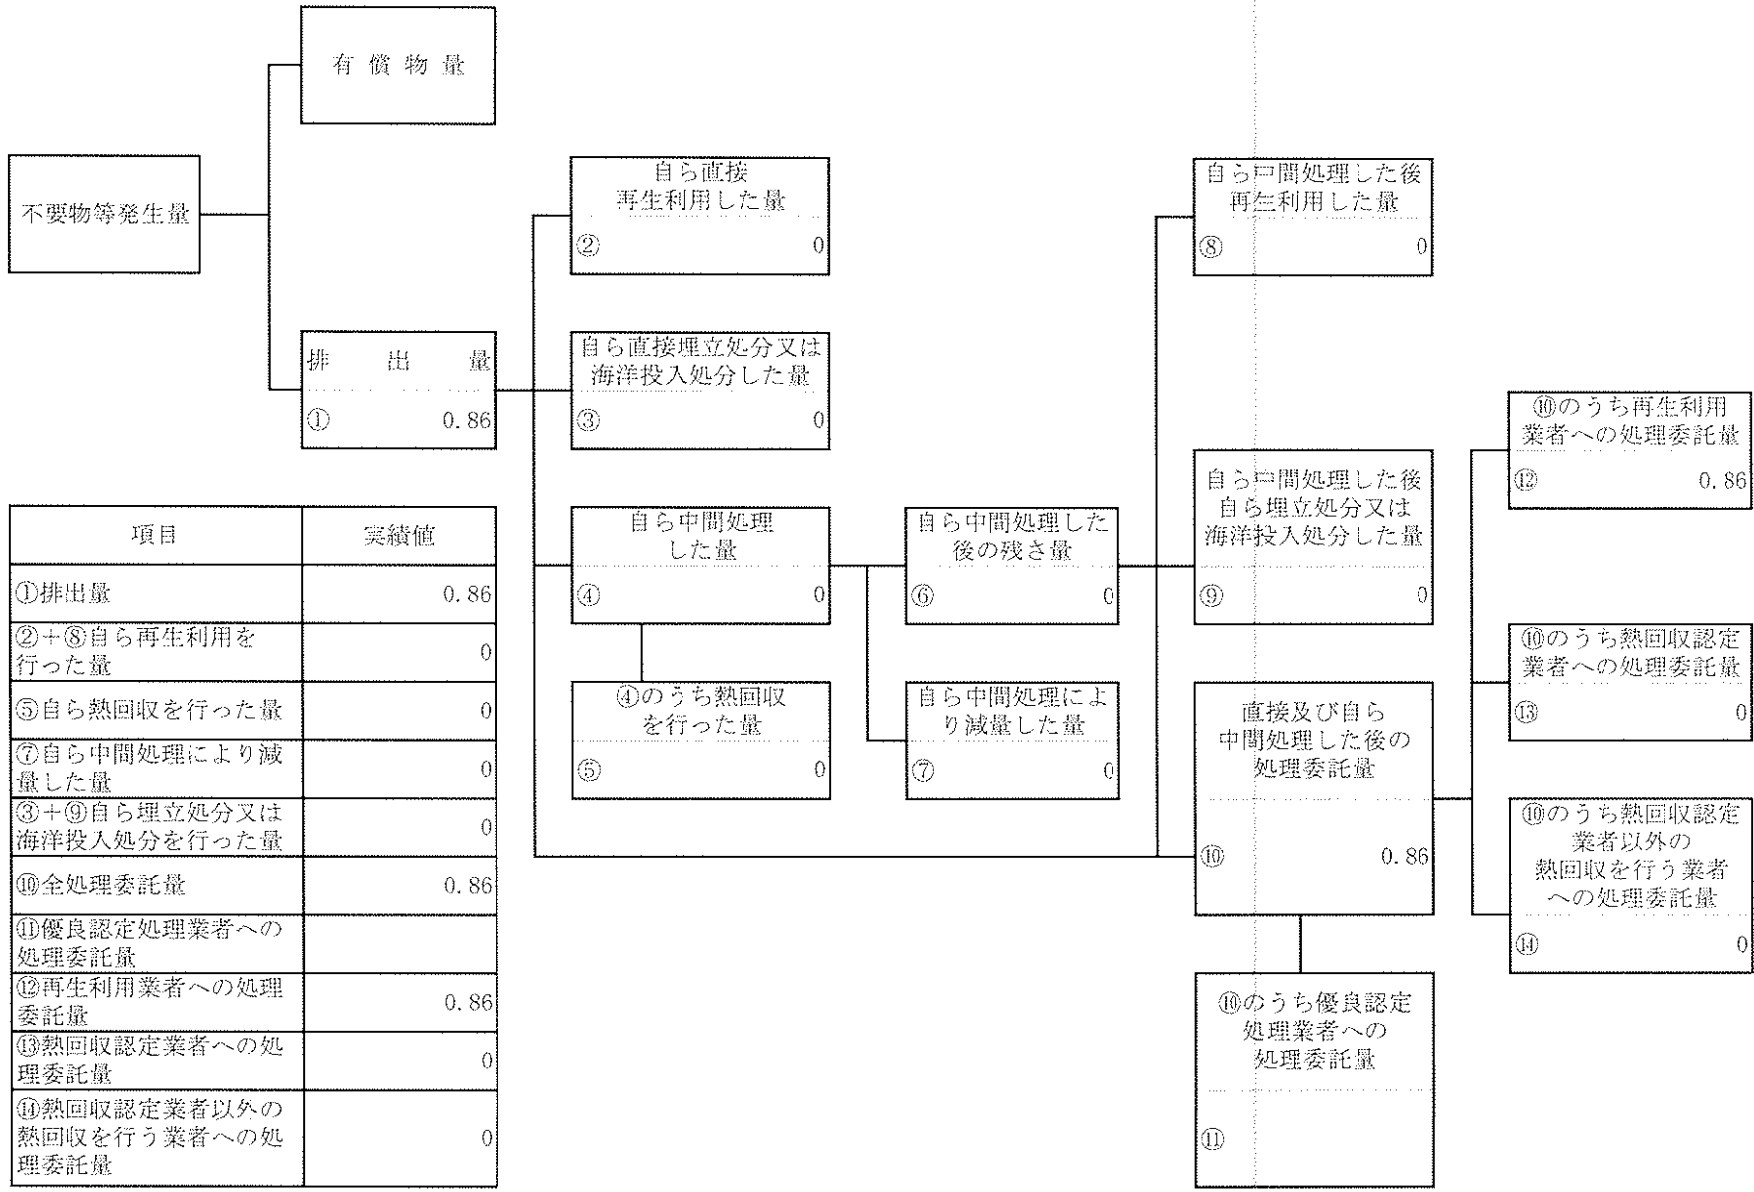 有 償 物 量
不要物等発生量
排 出 量
① 0.86
自ら直接
再生利用した量
② 0
自ら直接埋立処分又は
海洋投入処分した量
③ 0
自ら中間処理
した量
④ 0
④のうち熱回収
を行った量
⑤ 0
自ら中間処理した
後の残さ量
⑥ 0
自ら中間処理によ
り減量した量
⑦ 0
自ら中間処理した後
再生利用した量
⑧ 0
自ら中間処理した後
自ら埋立処分又は
海洋投入処分した量
⑨ 0
直接及び自ら
中間処理した後の
処理委託量
⑩ 0.86
⑩のうち優良認定
処理業者への
処理委託量
⑪
⑩のうち再生利用
業者への処理委託量
⑫ 0.86
⑩のうち熱回収認定
業者への処理委託量
⑬ 0
⑩のうち熱回収認定
業者以外の
熱回収を行う業者
への処理委託量
⑭ 0
項目 実績値
①排出量 0.86
②＋⑧自ら再生利用を
行った量 0
⑤自ら熱回収を行った量 0
⑦自ら中間処理により減
量した量 0
③＋⑨自ら埋立処分又は
海洋投入処分を行った量 0
⑩全処理委託量 0.86
⑪優良認定処理業者への
処理委託量
⑫再生利用業者への処理
委託量 0.86
⑬熱回収認定業者への処
理委託量 0
⑭熱回収認定業者以外の
熱回収を行う業者への処
理委託量 0